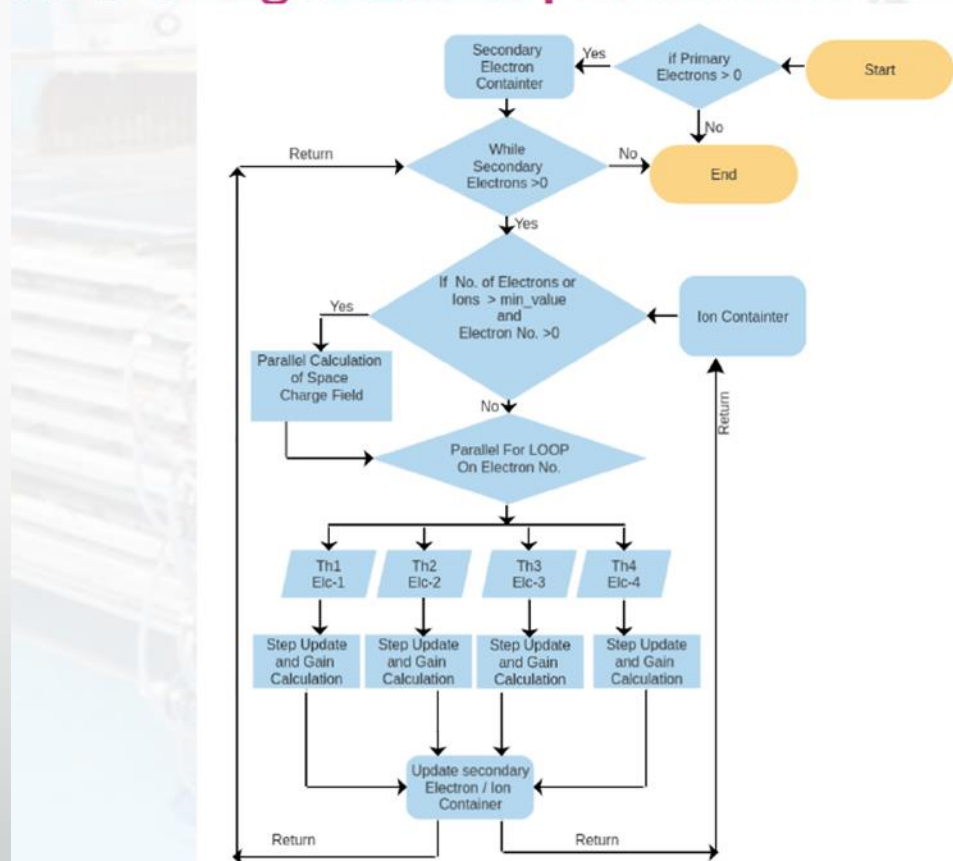 Start
if Primary
Electrons > 0
Yes
No
Secondary
Electron
Containter
While
Secondary
Electrons >0
No
End
Return
Yes
If No. of Electrons or
Ions > min_value
and
Electron No. >0
Ion Containter
Yes
Parallel Calculation
of Space
Charge Field
No
Return
Parallel For LOOP
On Electron No.
Th1
Elc-1
Th2
Elc-2
Th3
Elc-3
Th4
Elc-4
Step Update
and Gain
Calculation
Step Update
and Gain
Calculation
Step Update
and Gain
Calculation
Step Update
and Gain
Calculation
Update secondary
Electron / Ion
Container
Return
Return